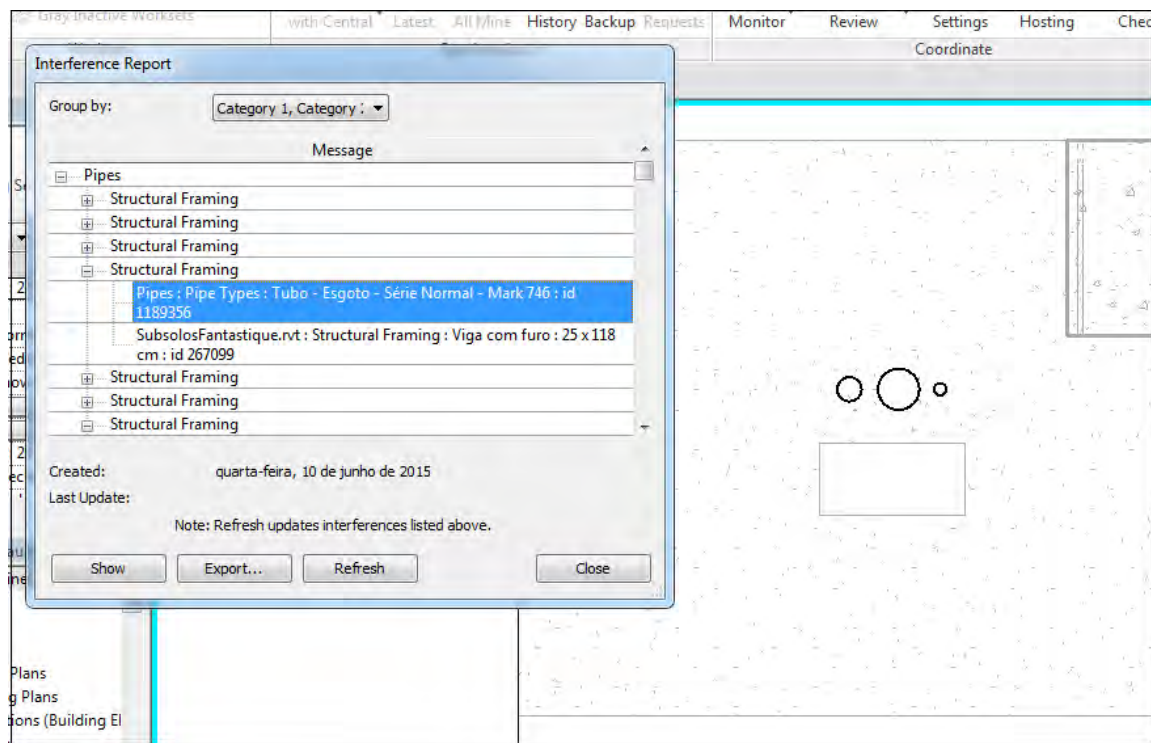 Gray Inactive Worksets
with Central Latest All Mine History Backup Requests Monitor Review Settings Hosting
Coordinate
Interference Report
Group by:
Category 1, Category
Message
Pipes
Structural Framing
Structural Framing
Structural Framing
Structural Framing
Pipes : Pipe Types : Tubo - Esgoto - Série Normal - Mark 746 : id
1189356
SubsolosFantastique.rvt : Structural Framing : Viga com furo : 25 x 118
cm : id 267099
Structural Framing
Structural Framing
Structural Framing
Created: quarta-feira, 10 de junho de 2015
Last Update:
Note: Refresh updates interferences listed above.
Show Export... Refresh Close
Plans
g Plans
tions (Building El